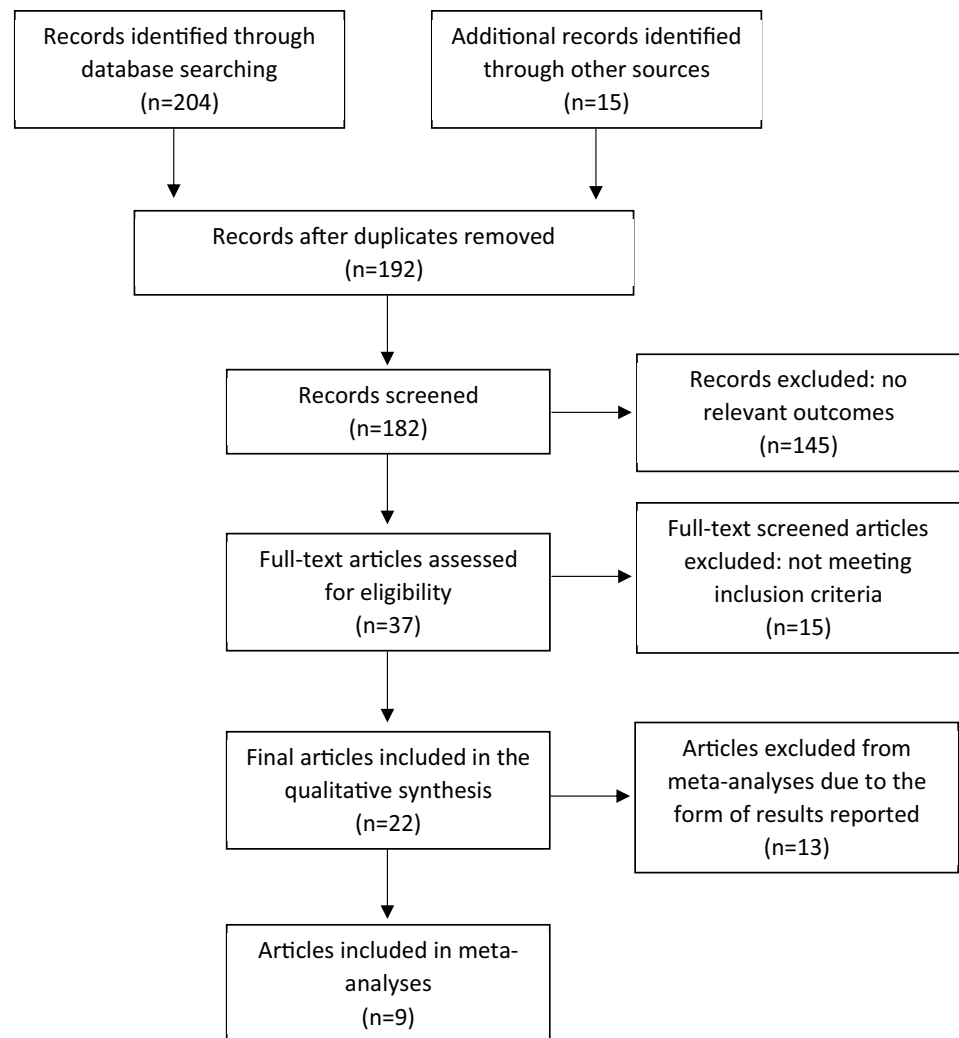 Records identified through
database searching
(n=204)
Additional records identified
through other sources
(n=15)
Records after duplicates removed
(n=192)
Records screened
(n=182)
Records excluded: no
relevant outcomes
(n=145)
Full-text articles assessed
for eligibility
(n=37)
Full-text screened articles
excluded: not meeting
inclusion criteria
(n=15)
Final articles included in the
qualitative synthesis
(n=22)
Articles excluded from
meta-analyses due to the
form of results reported
(n=13)
Articles included in meta-
analyses
(n=9)